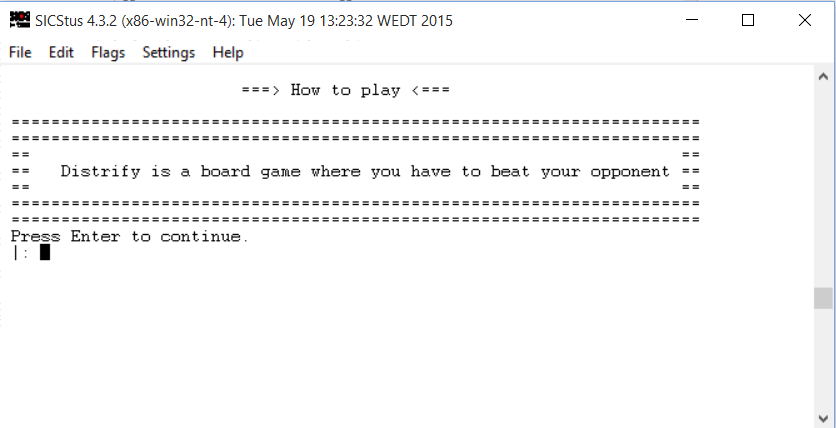 SICStus 4.3.2 (x86-win32-nt-4): Tue May 19 13:23:32 WEDT 2015
File Edit Flags Settings Help
===> How to play <===
=====================================================================
=====================================================================
== ==
== Distrify is a board game where you have to beat your opponent ==
== ==
=====================================================================
=====================================================================
Press Enter to continue.
|: